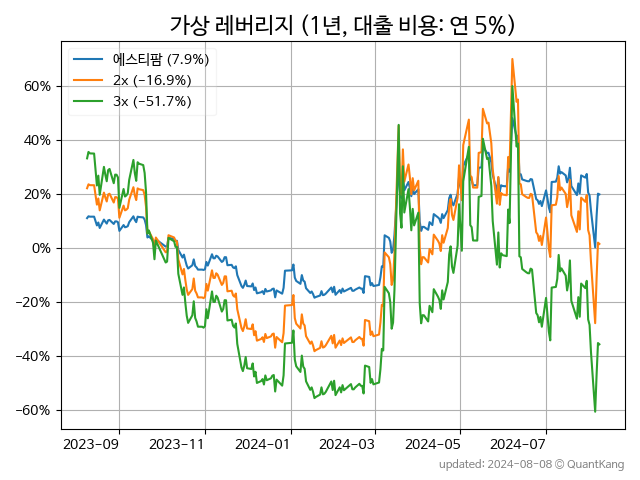 가상 레버리지 (1년, 대출 비용: 연 5%)
에스티팜 (7.9%)
2x (−16.9%)
3x (−51.7%)
60%
40%
20%
0%
−20%
−40%
−60%
2023-09
2023-11
2024-01
2024-03
2024-05
2024-07
updated: 2024-08-08 © QuantKang